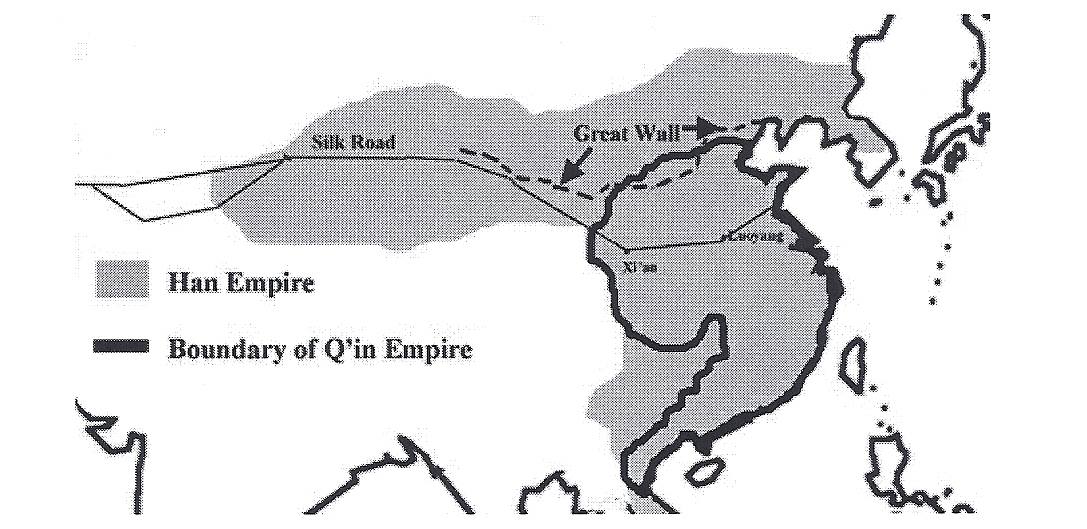 Silk Road
Great Wall
Luoyang
Xi'an
Han Empire
Boundary of Q'in Empire